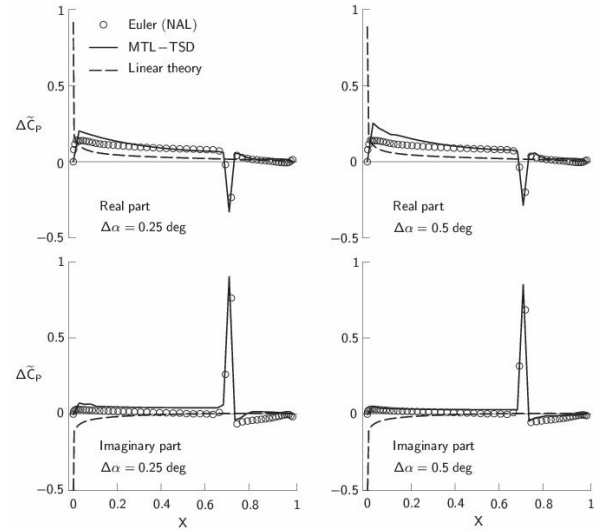 1
1
Euler (NAL)
MTL-TSD
Linear theory
0.5
0.5
ΔC̃P
0
0
Real part
Real part
Δα = 0.25 deg
Δα = 0.5 deg
-0.5
-0.5
1
1
0.5
0.5
ΔC̃P
0
0
Imaginary part
Imaginary part
Δα = 0.25 deg
Δα = 0.5 deg
-0.5
-0.5
0 0.2 0.4 0.6 0.8 1
0 0.2 0.4 0.6 0.8 1
X
X